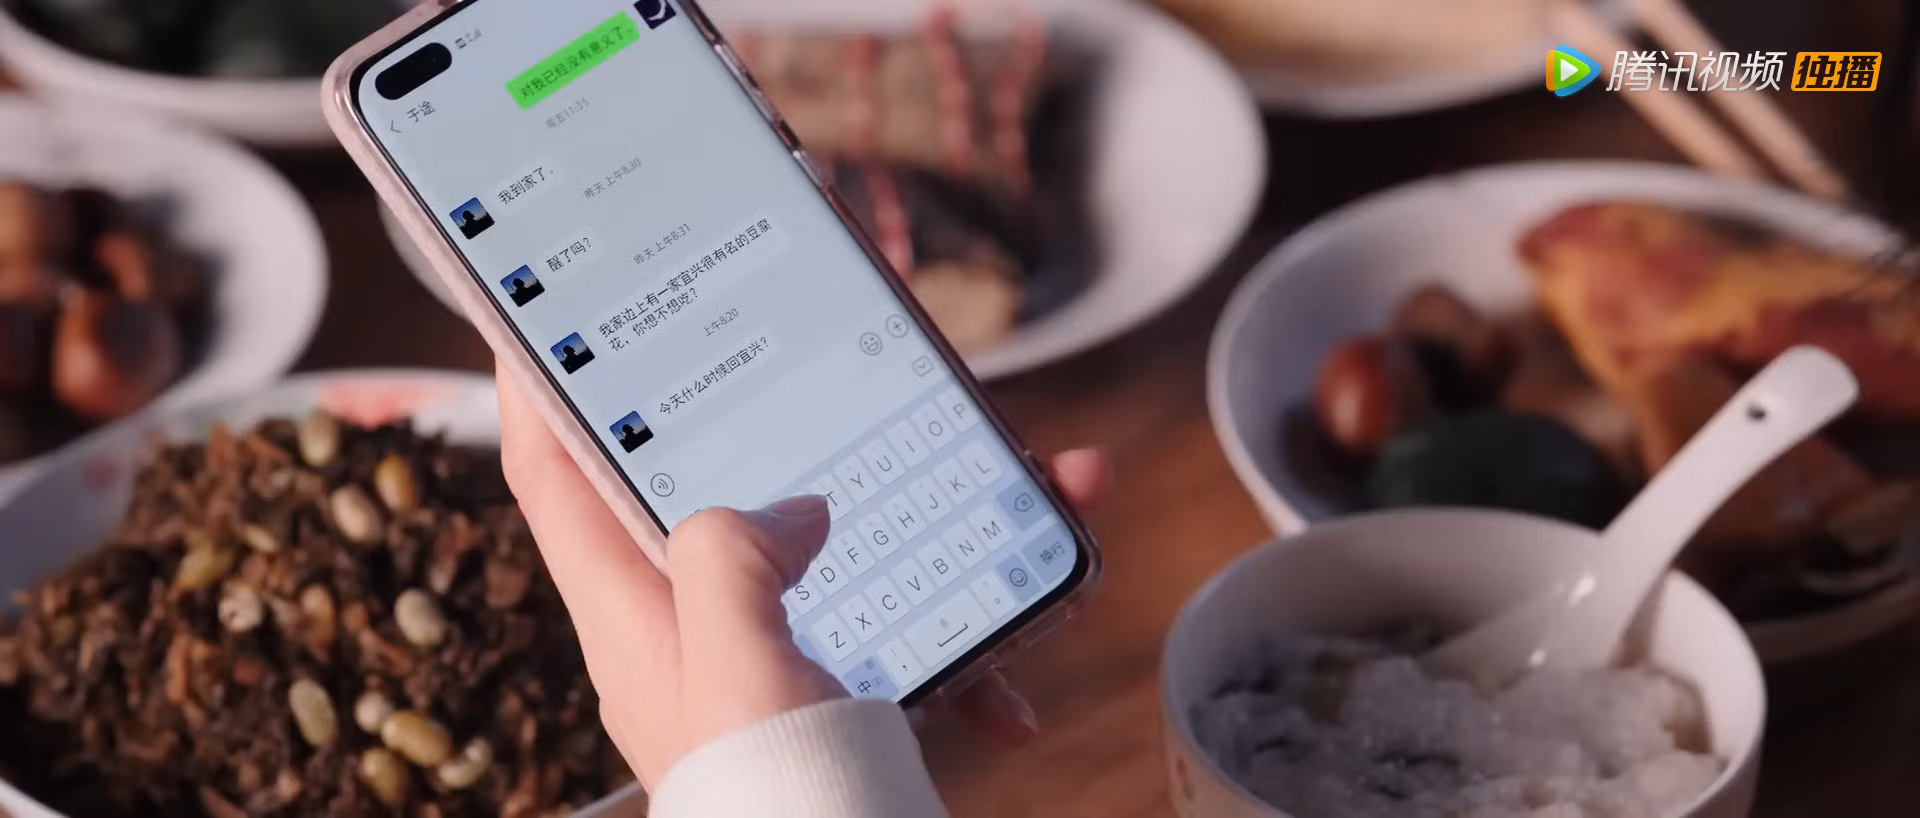 腾讯视频 独播
对我已经没有意义了。
于途
周五11:35
我到家了。
昨天 上午8:30
醒了吗?
昨天 上午8:31
我家边上有一家宜兴很有名的豆腐
花，你想不想吃?
上午8:20
今天什么时候回宜兴?
T Y U I O P
S D F G H J K L
Z X C V B N M
中 , 。 换行